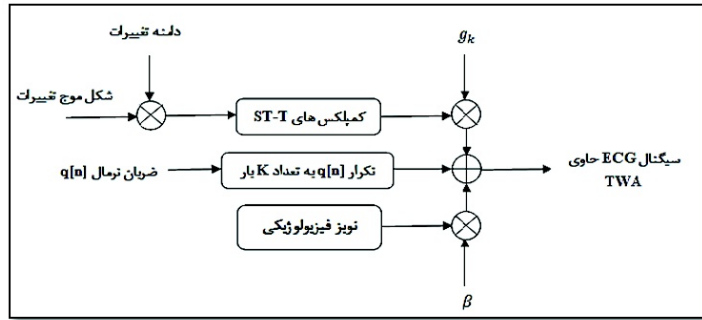 دامنه تغییرات
g_k
شکل موج تغییرات
کمپلکس های ST-T
ضربان نرمال q[n]
تکرار q[n] به تعداد K بار
سیگنال ECG حاوی
TWA
نویز فیزیولوژیکی
β